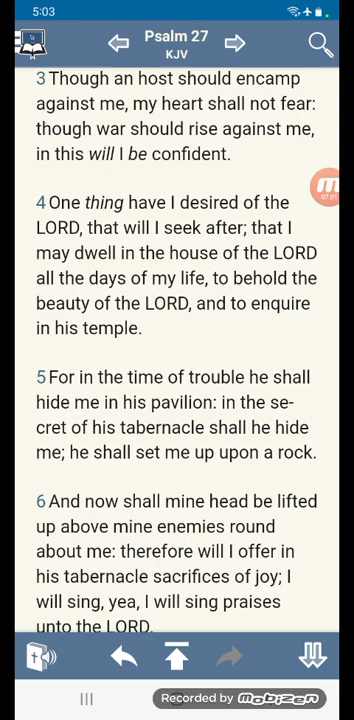 5:03
Psalm 27
KJV
3 Though an host should encamp
against me, my heart shall not fear:
though war should rise against me,
in this will I be confident.
07:01
4 One thing have I desired of the
LORD, that will I seek after; that I
may dwell in the house of the LORD
all the days of my life, to behold the
beauty of the LORD, and to enquire
in his temple.
5 For in the time of trouble he shall
hide me in his pavilion: in the se-
cret of his tabernacle shall he hide
me; he shall set me up upon a rock.
6 And now shall mine head be lifted
up above mine enemies round
about me: therefore will I offer in
his tabernacle sacrifices of joy; I
will sing, yea, I will sing praises
unto the LORD.
Recorded by mobizen